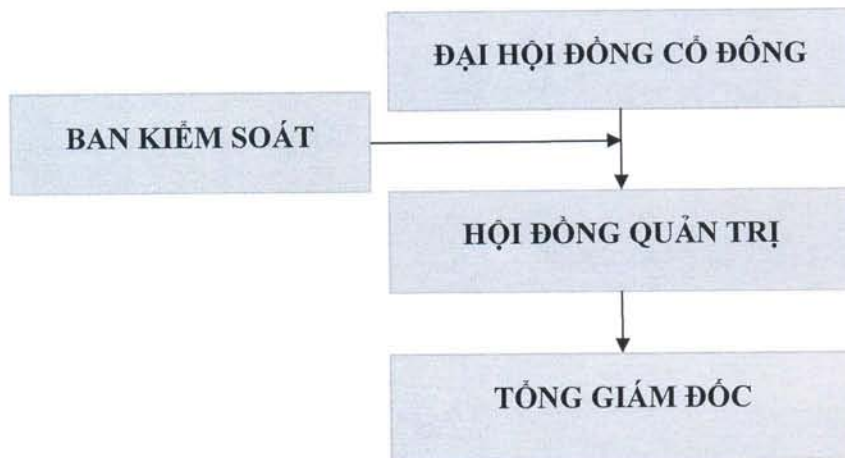 ĐẠI HỘI ĐỒNG CỔ ĐÔNG
BAN KIỂM SOÁT
HỘI ĐỒNG QUẢN TRỊ
TỔNG GIÁM ĐỐC